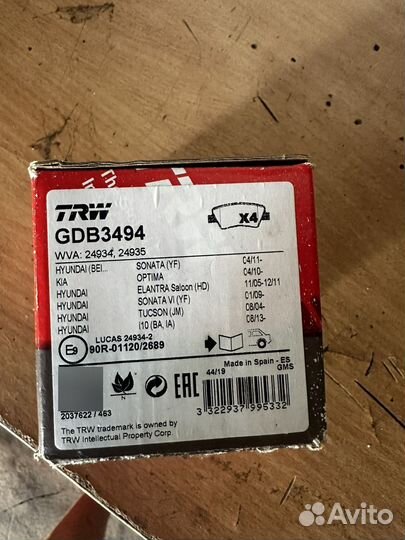 TRW
X4
GDB3494
WVA: 24934, 24935
HYUNDAI (BEI... SONATA (YF) 04/11-
KIA OPTIMA 04/10-
HYUNDAI ELANTRA Saloon (HD) 11/05-12/11
HYUNDAI SONATA VI (YF) 01/09-
HYUNDAI TUCSON (JM) 08/04-
HYUNDAI I10 (BA, IA) 08/13-
LUCAS 24934-2
E9 90R-01120/2689
Made in Spain - ES
GMS
44/19
EAC
3 322937 995332
2037622 / 453
The TRW trademark is owned by
TRW Intellectual Property Corp.
Avito